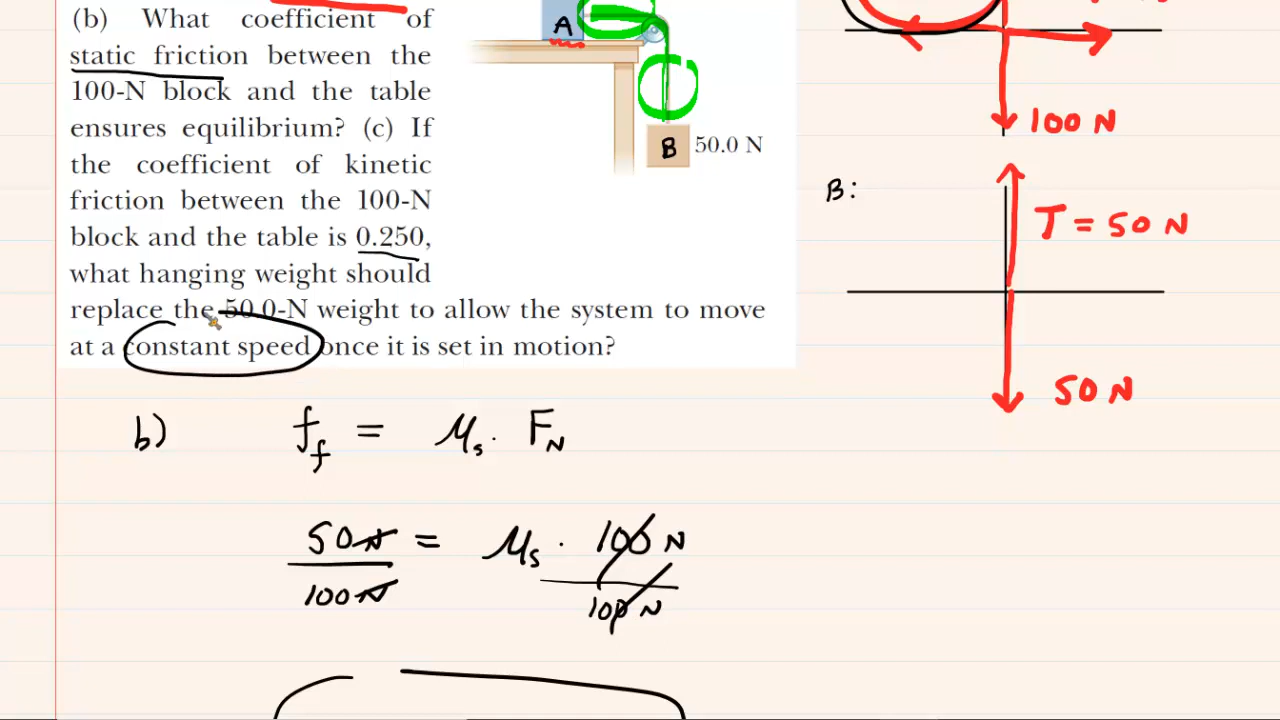 (b) What coefficient of
static friction between the
100-N block and the table
ensures equilibrium? (c) If
the coefficient of kinetic
friction between the 100-N
block and the table is 0.250,
what hanging weight should
replace the 50.0-N weight to allow the system to move
at a constant speed once it is set in motion?
A
B 50.0 N
100 N
B:
T = 50 N
50 N
b) f_f = μ_s · F_N
50 N = μ_s · 100 N
100 N 100 N